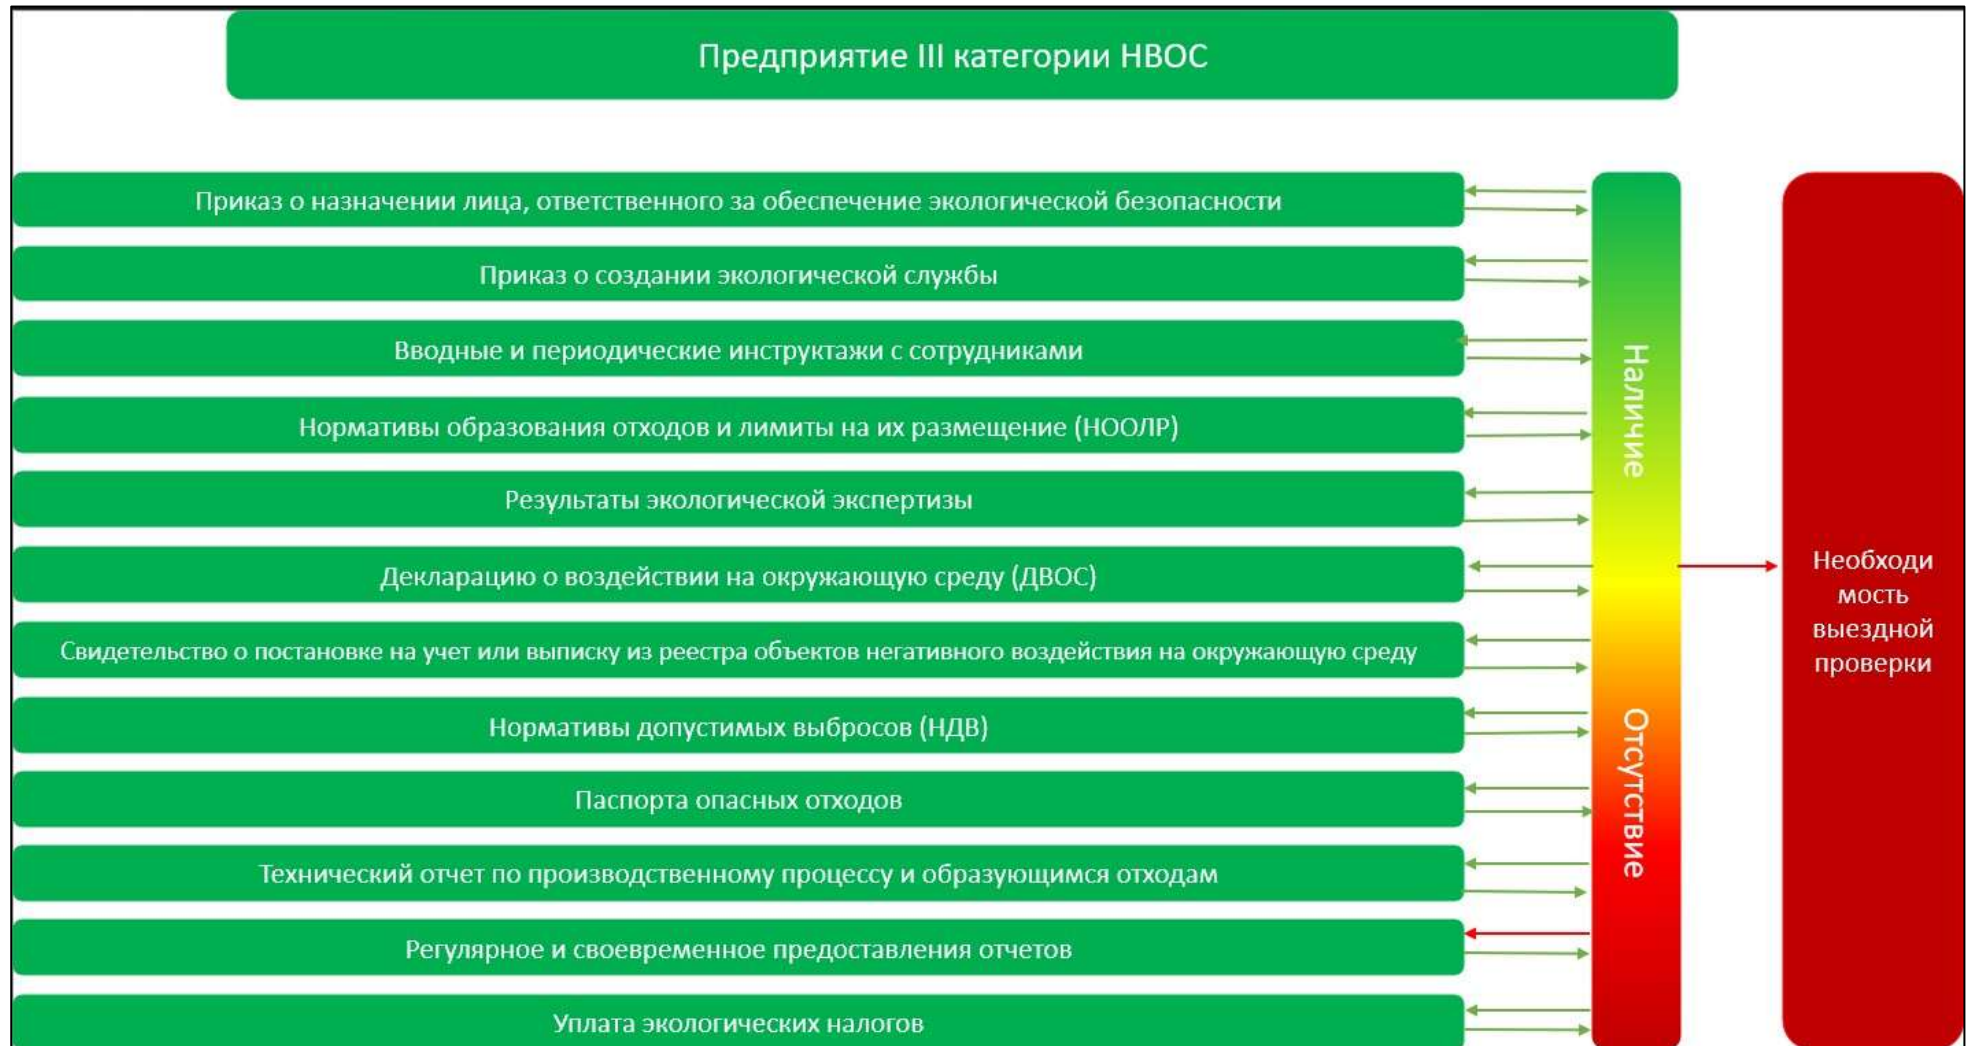 Предприятие III категории НВОС
Приказ о назначении лица, ответственного за обеспечение экологической безопасности
Приказ о создании экологической службы
Вводные и периодические инструктажи с сотрудниками
Нормативы образования отходов и лимиты на их размещение (НООЛР)
Результаты экологической экспертизы
Декларацию о воздействии на окружающую среду (ДВОС)
Свидетельство о постановке на учет или выписку из реестра объектов негативного воздействия на окружающую среду
Нормативы допустимых выбросов (НДВ)
Паспорта опасных отходов
Технический отчет по производственному процессу и образующимся отходам
Регулярное и своевременное предоставления отчетов
Уплата экологических налогов
Наличие
Отсутствие
Необходи
мость
выездной
проверки